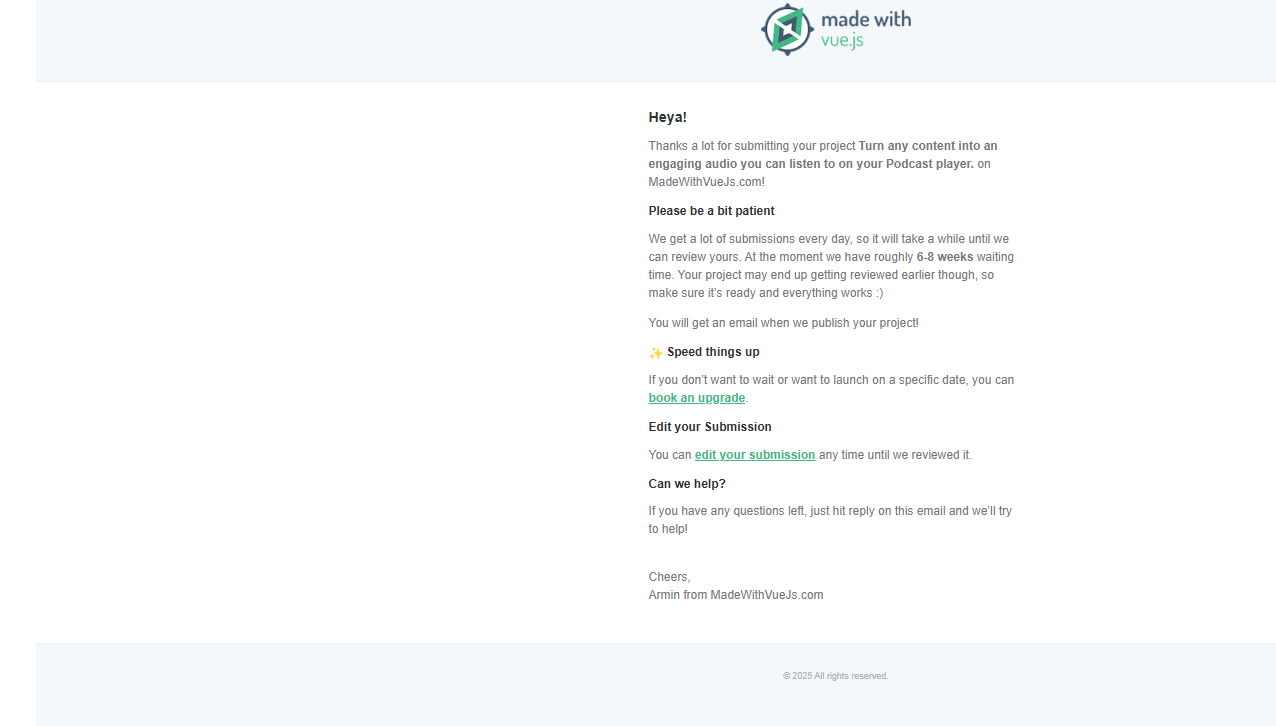 made with
vue.js
Heya!
Thanks a lot for submitting your project Turn any content into an
engaging audio you can listen to on your Podcast player. on
MadeWithVueJs.com!
Please be a bit patient
We get a lot of submissions every day, so it will take a while until we
can review yours. At the moment we have roughly 6-8 weeks waiting
time. Your project may end up getting reviewed earlier though, so
make sure it’s ready and everything works :)
You will get an email when we publish your project!
✨ Speed things up
If you don’t want to wait or want to launch on a specific date, you can
book an upgrade.
Edit your Submission
You can edit your submission any time until we reviewed it.
Can we help?
If you have any questions left, just hit reply on this email and we’ll try
to help!
Cheers,
Armin from MadeWithVueJs.com
© 2025 All rights reserved.